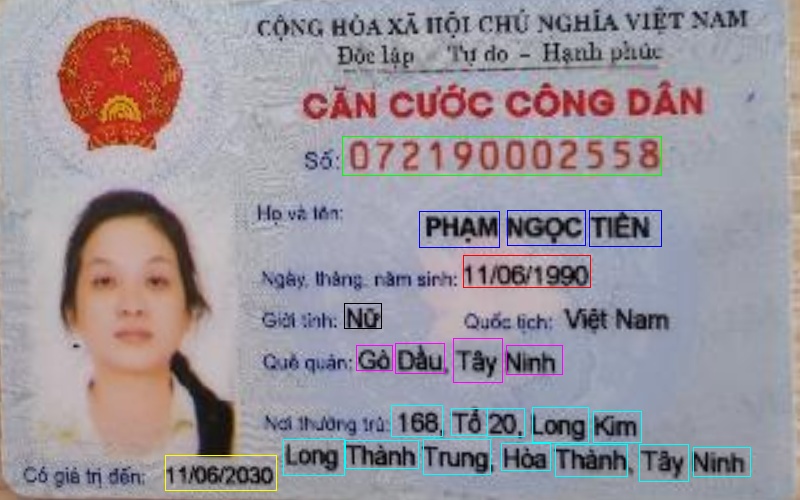 CỘNG HÒA XÃ HỘI CHỦ NGHĨA VIỆT NAM
Độc lập - Tự do - Hạnh phúc
CĂN CƯỚC CÔNG DÂN
Số: 072190002558
Họ và tên:
PHẠM NGỌC TIÊN
Ngày, tháng, năm sinh: 11/06/1990
Giới tính: Nữ Quốc tịch: Việt Nam
Quê quán: Gò Dầu, Tây Ninh
Nơi thường trú: 168, Tổ 20, Long Kim
Long Thành Trung, Hòa Thành, Tây Ninh
Có giá trị đến: 11/06/2030